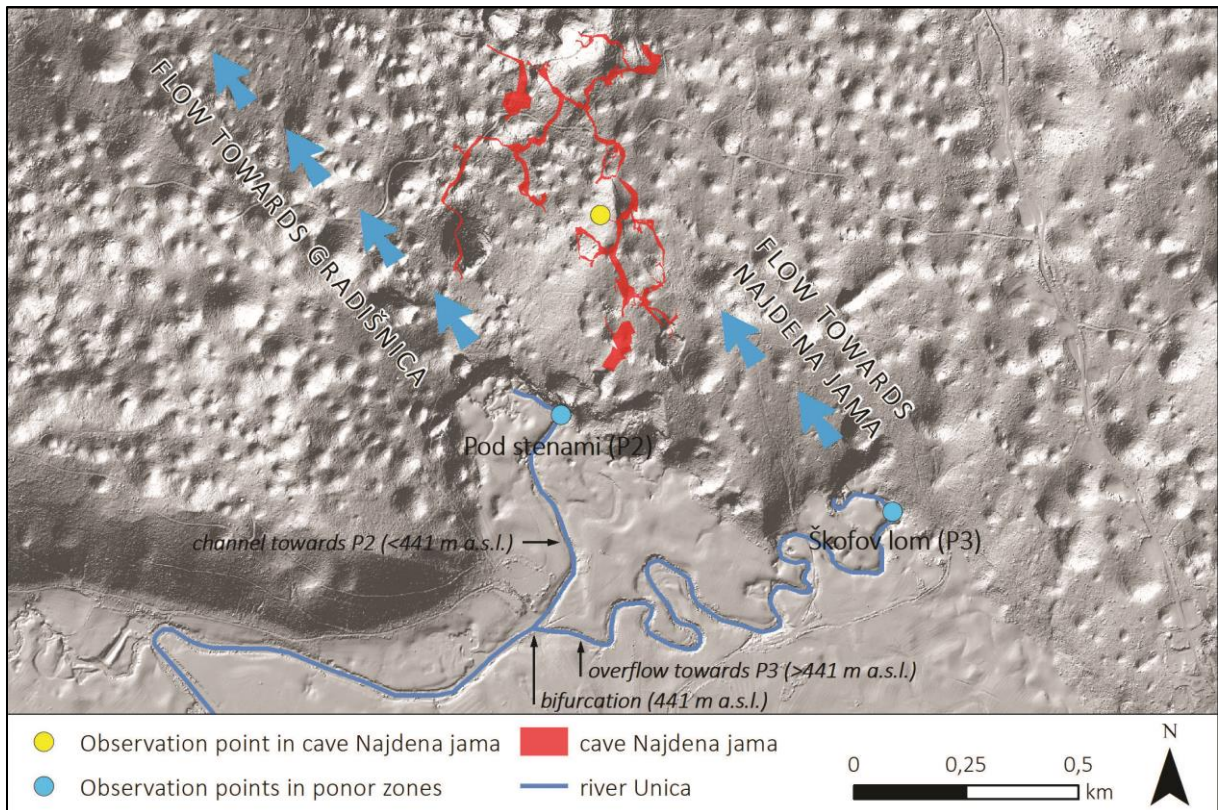 FLOW TOWARDS GRADIŠNICA
FLOW TOWARDS
NAJDENA JAMA
Pod stenami (P2)
Škofov lom (P3)
channel towards P2 (<441 m a.s.l.)
overflow towards P3 (>441 m a.s.l.)
bifurcation (441 m a.s.l.)
Observation point in cave Najdena jama
cave Najdena jama
Observation points in ponor zones
river Unica
N
0 0,25 0,5
km